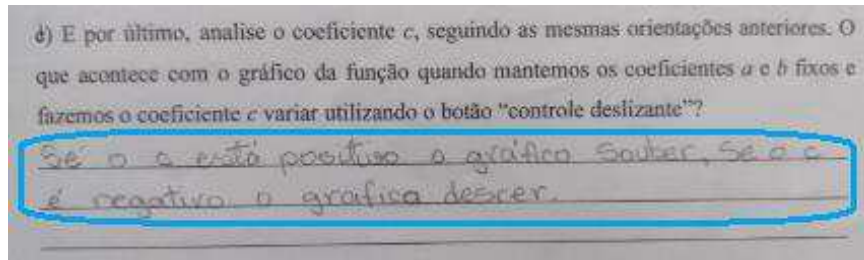 d) E por último, analise o coeficiente c, seguindo as mesmas orientações anteriores. O
que acontece com o gráfico da função quando mantemos os coeficientes a e b fixos e
fazemos o coeficiente c variar utilizando o botão “controle deslizante”?
Se o c está positivo o gráfico souber, se o c
é negativo o grafico descer.